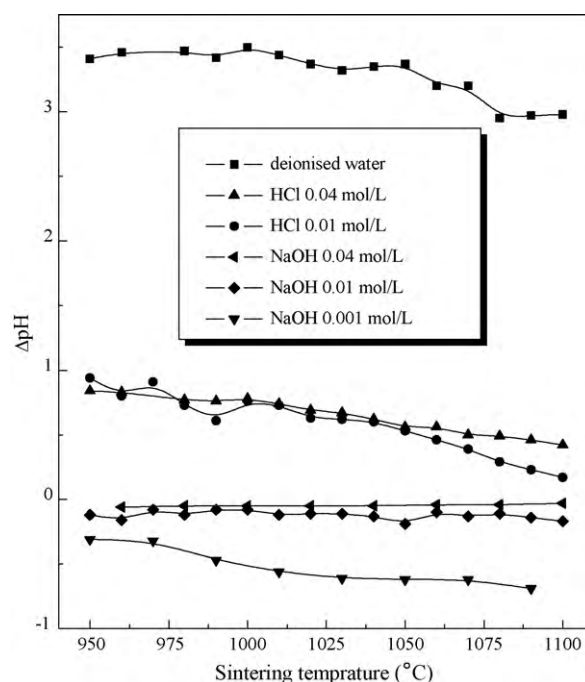 3
2
1
0
-1
ΔpH
deionised water
HCl 0.04 mol/L
HCl 0.01 mol/L
NaOH 0.04 mol/L
NaOH 0.01 mol/L
NaOH 0.001 mol/L
950 975 1000 1025 1050 1075 1100
Sintering temprature (°C)